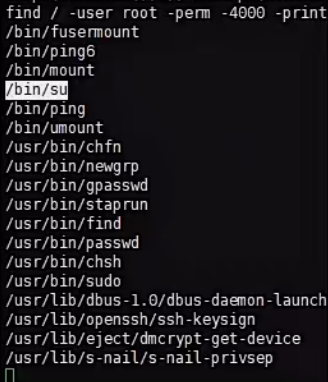 find / -user root -perm -4000 -print
/bin/fusermount
/bin/ping6
/bin/mount
/bin/su
/bin/ping
/bin/umount
/usr/bin/chfn
/usr/bin/newgrp
/usr/bin/gpasswd
/usr/bin/staprun
/usr/bin/find
/usr/bin/passwd
/usr/bin/chsh
/usr/bin/sudo
/usr/lib/dbus-1.0/dbus-daemon-launch
/usr/lib/openssh/ssh-keysign
/usr/lib/eject/dmcrypt-get-device
/usr/lib/s-nail/s-nail-privsep